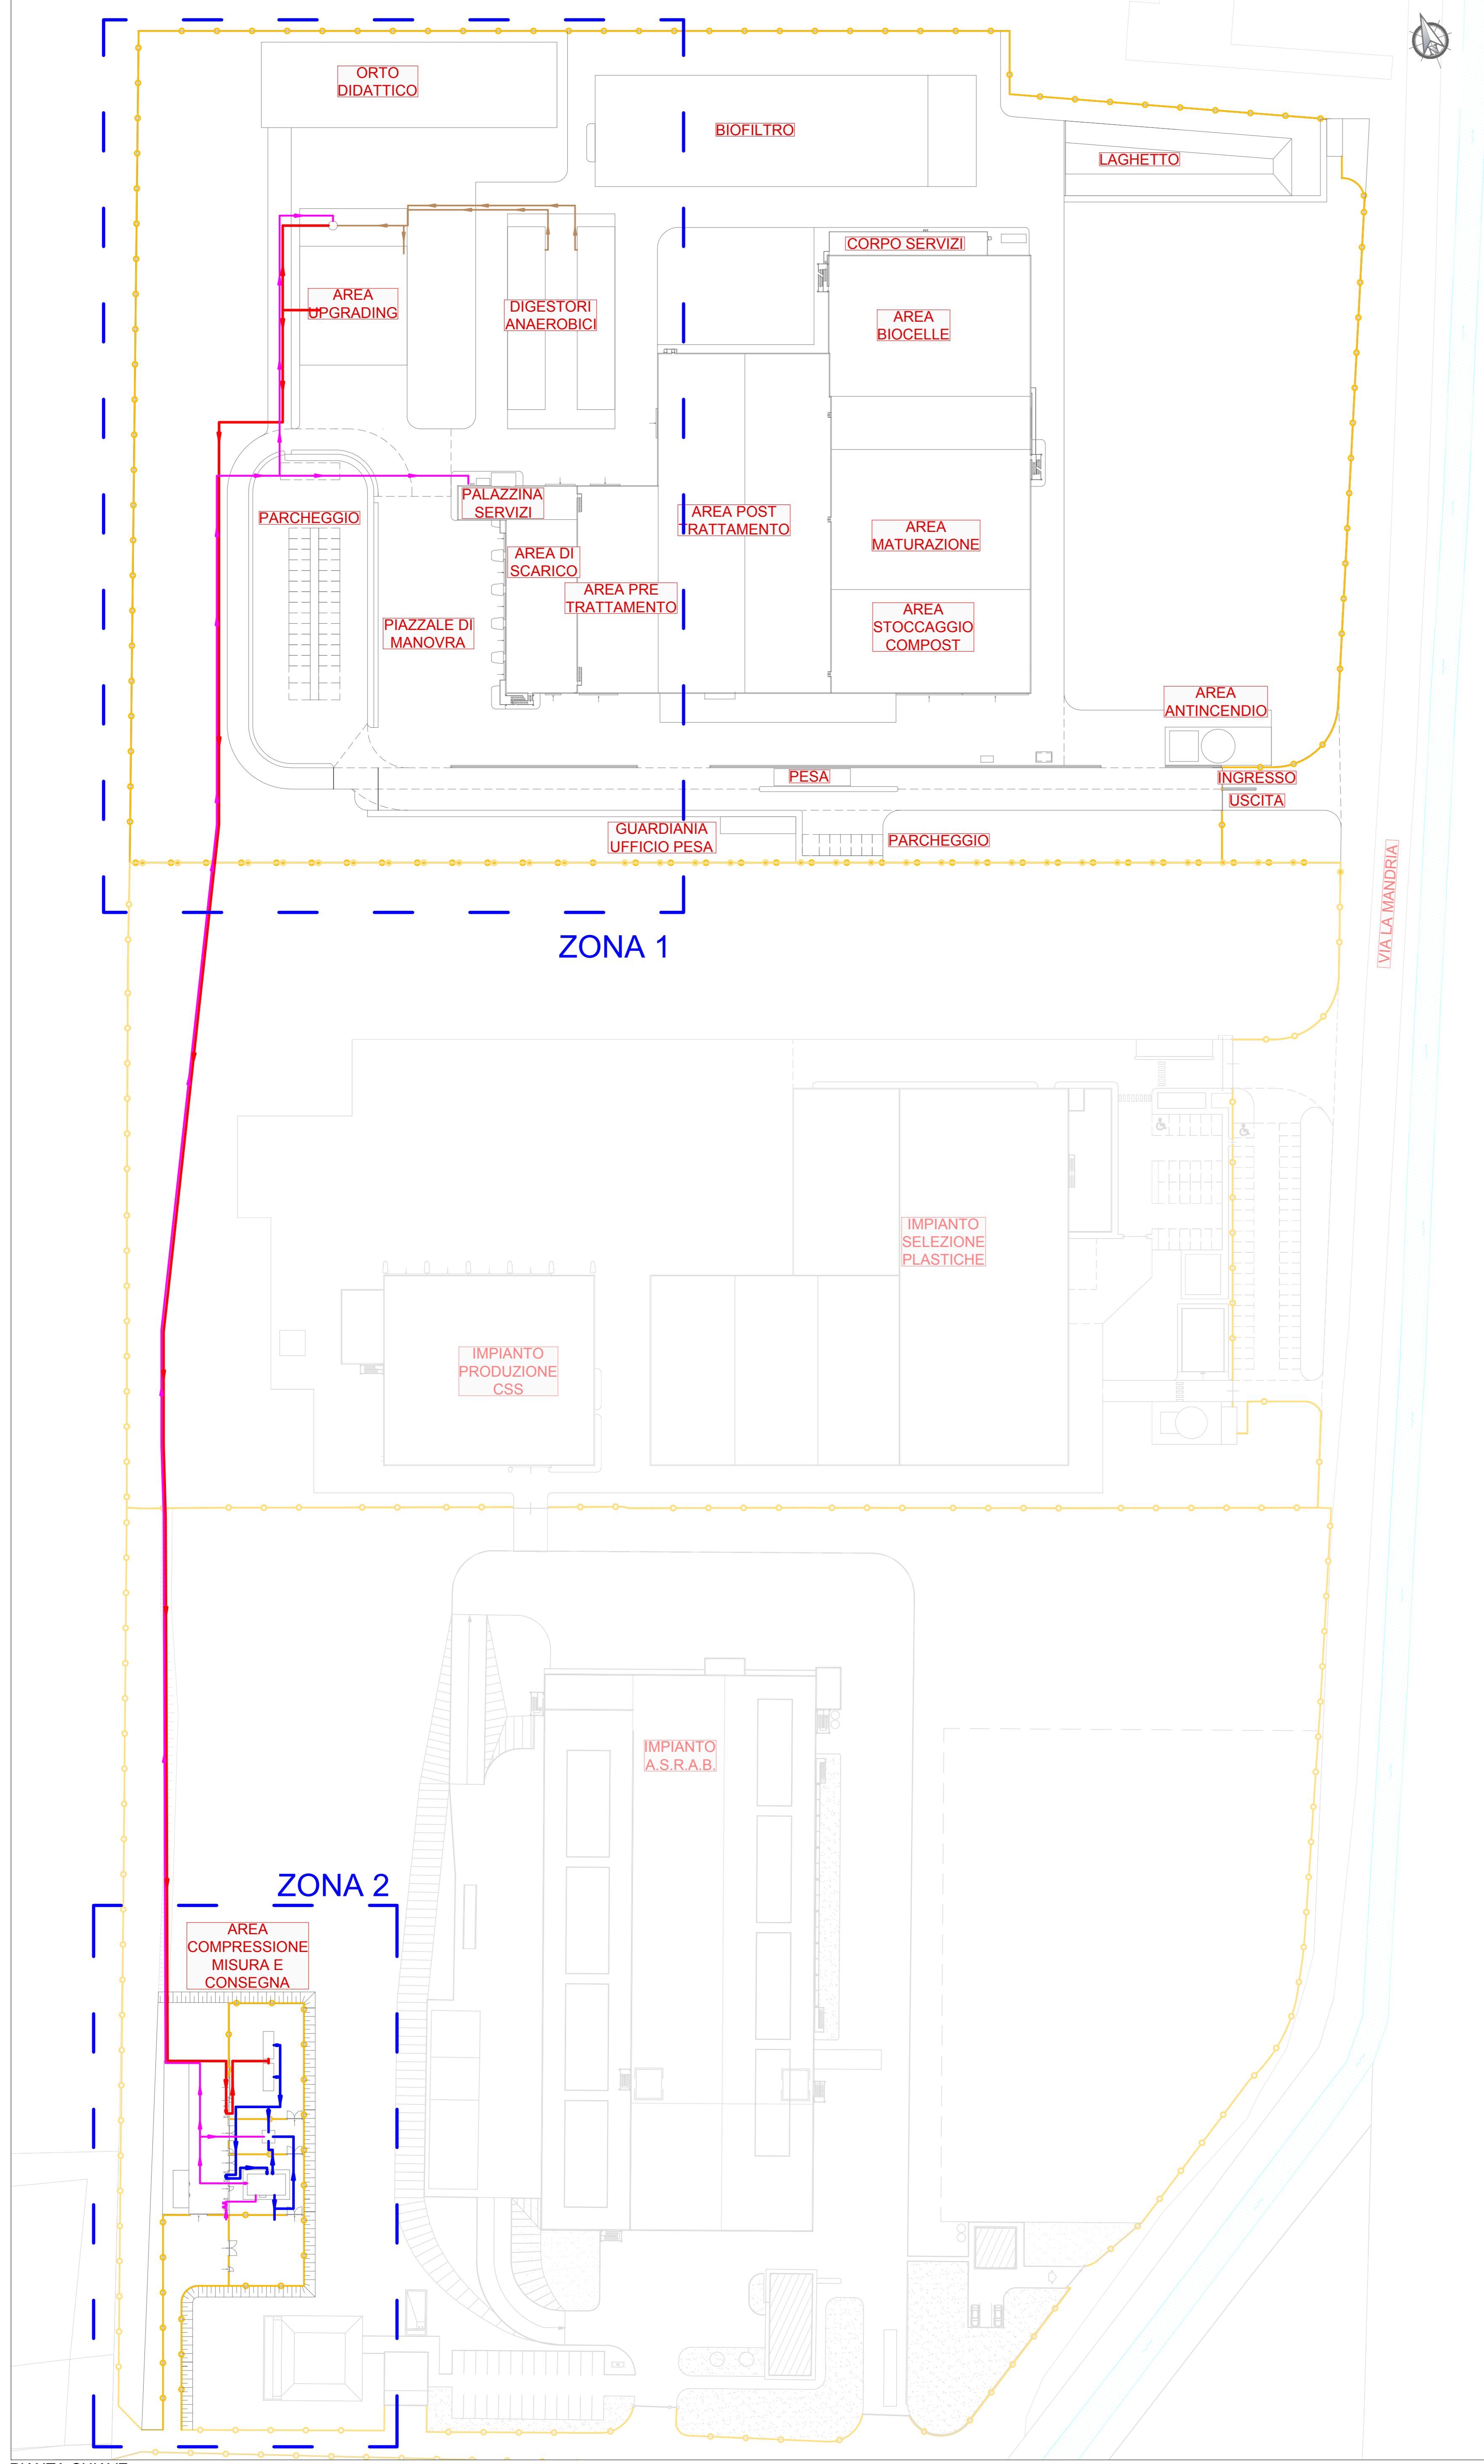 ORTO
DIDATTICO
BIOFILTRO
LAGHETTO
CORPO SERVIZI
AREA
UPGRADING
DIGESTORI
ANAEROBICI
AREA
BIOCELLE
PALAZZINA
SERVIZI
PARCHEGGIO
AREA POST
TRATTAMENTO
AREA
MATURAZIONE
AREA DI
SCARICO
AREA PRE
TRATTAMENTO
PIAZZALE DI
MANOVRA
AREA
STOCCAGGIO
COMPOST
AREA
ANTINCENDIO
PESA
INGRESSO
USCITA
GUARDIANIA
UFFICIO PESA
PARCHEGGIO
VIA LA MANDRIA
ZONA 1
IMPIANTO
SELEZIONE
PLASTICHE
IMPIANTO
PRODUZIONE
CSS
IMPIANTO
A.S.R.A.B.
ZONA 2
AREA
COMPRESSIONE
MISURA E
CONSEGNA